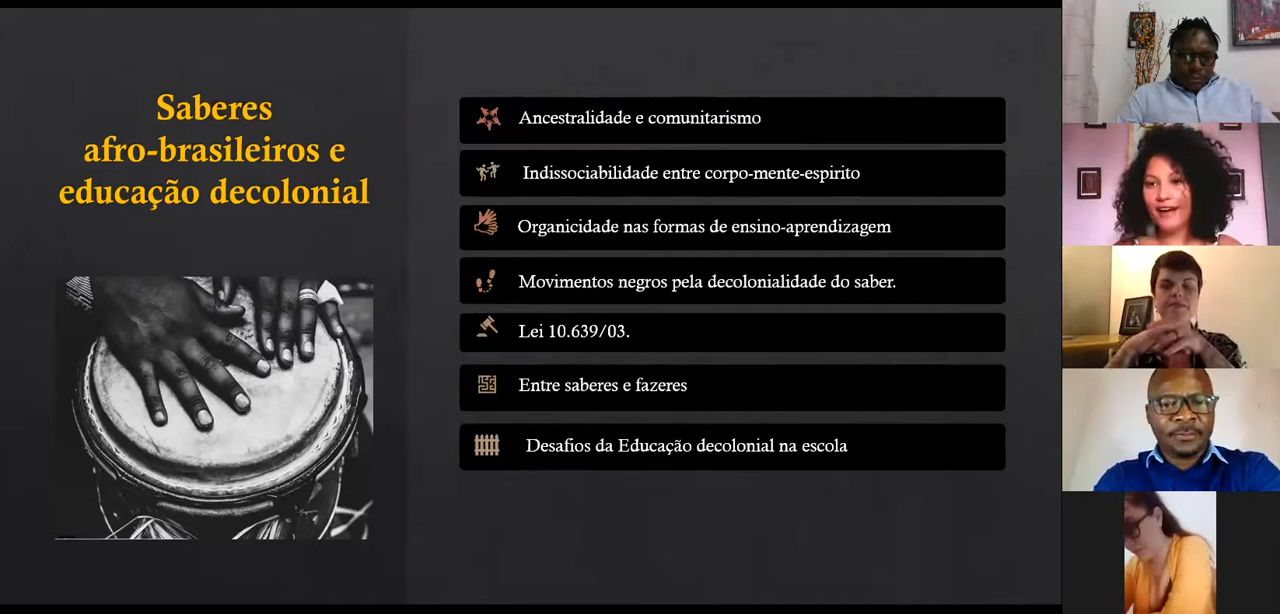 Saberes
afro-brasileiros e
educação decolonial
Ancestralidade e comunitarismo
Indissociabilidade entre corpo-mente-espirito
Organicidade nas formas de ensino-aprendizagem
Movimentos negros pela decolonialidade do saber.
Lei 10.639/03.
Entre saberes e fazeres
Desafios da Educação decolonial na escola